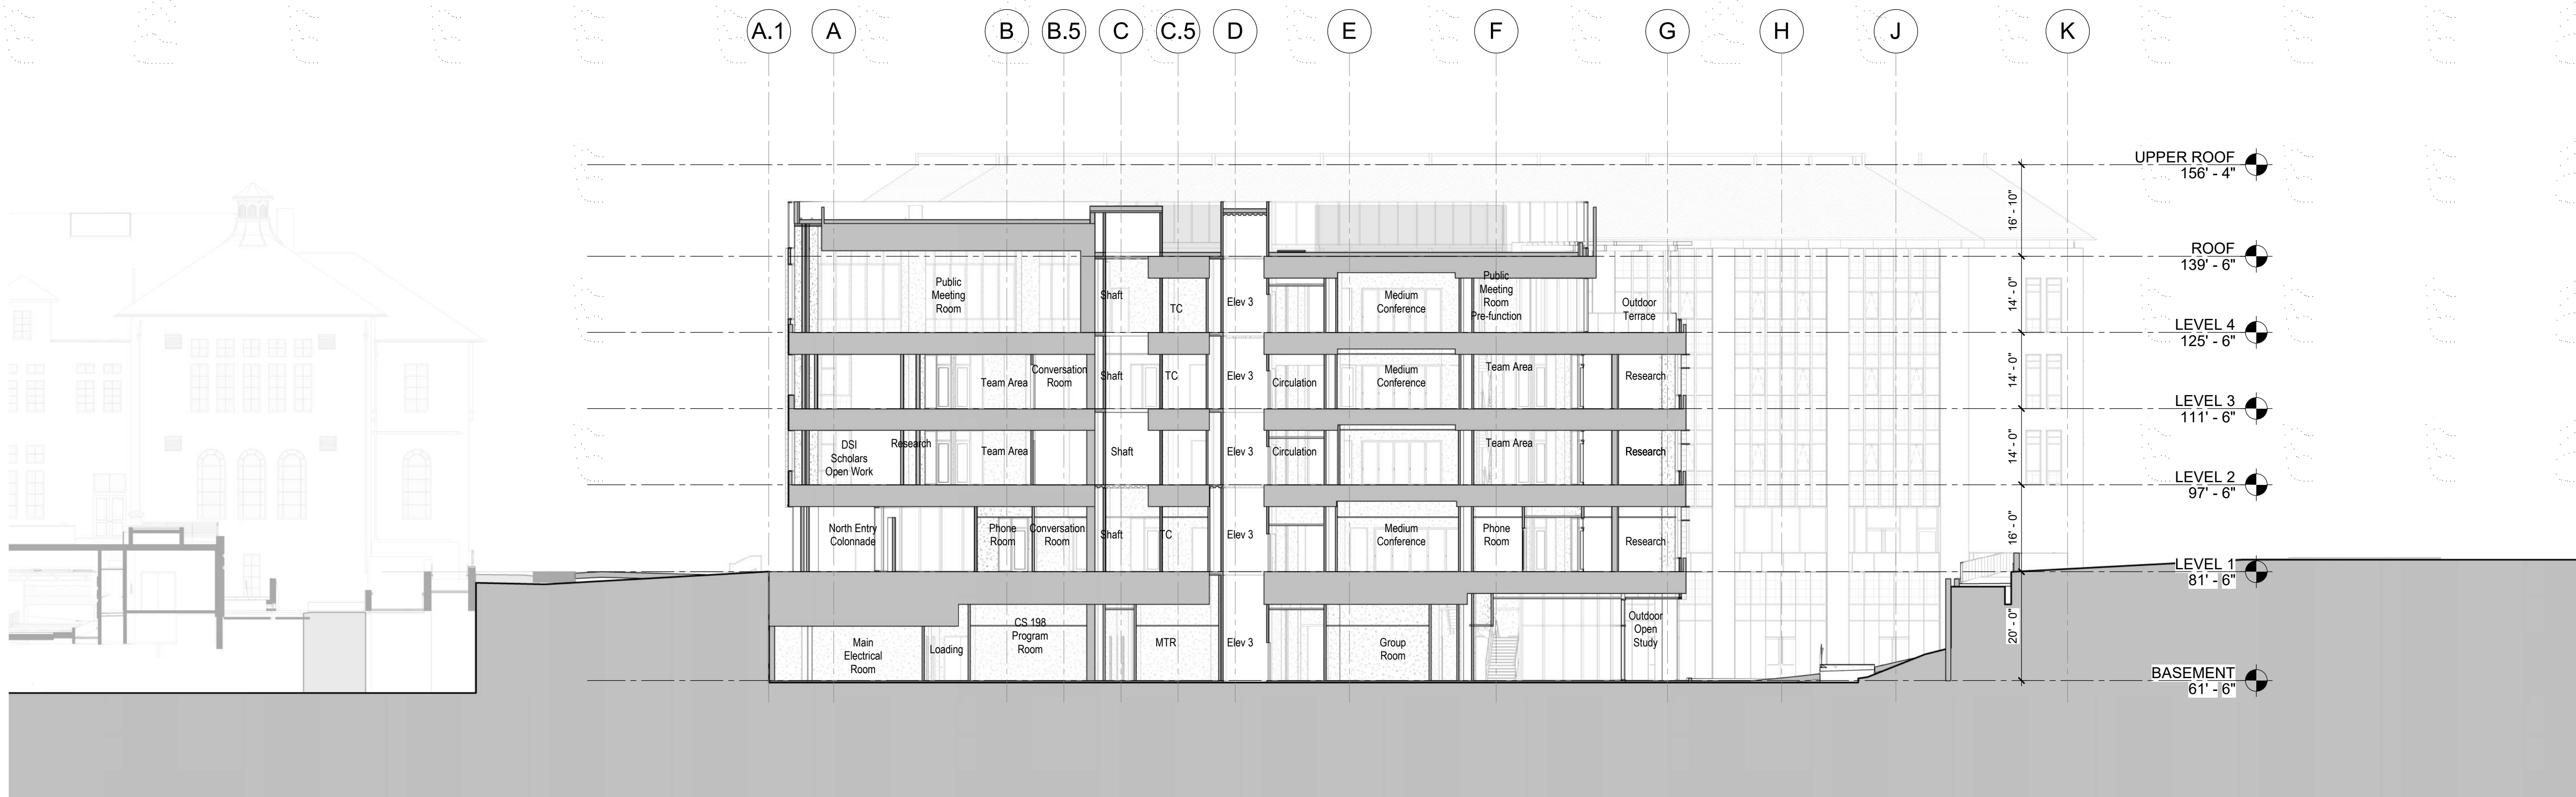 A.1
A
B
B.5
C
C.5
D
E
F
G
H
J
K
UPPER ROOF
156' - 4"
16' - 10"
ROOF
139' - 6"
Public
Meeting
Room
Shaft
TC
Elev 3
Medium
Conference
Public
Meeting
Room
Pre-function
Outdoor
Terrace
14' - 0"
LEVEL 4
125' - 6"
Team Area
Conversation
Room
Shaft
TC
Elev 3
Circulation
Medium
Conference
Team Area
Research
14' - 0"
LEVEL 3
111' - 6"
DSI
Scholars
Open Work
Research
Team Area
Shaft
Elev 3
Circulation
Team Area
Research
14' - 0"
LEVEL 2
97' - 6"
North Entry
Colonnade
Phone
Room
Conversation
Room
Shaft
TC
Elev 3
Medium
Conference
Phone
Room
Research
16' - 0"
LEVEL 1
81' - 6"
Main
Electrical
Room
Loading
CS 198
Program
Room
MTR
Elev 3
Group
Room
Outdoor
Open
Study
20' - 0"
BASEMENT
61' - 6"